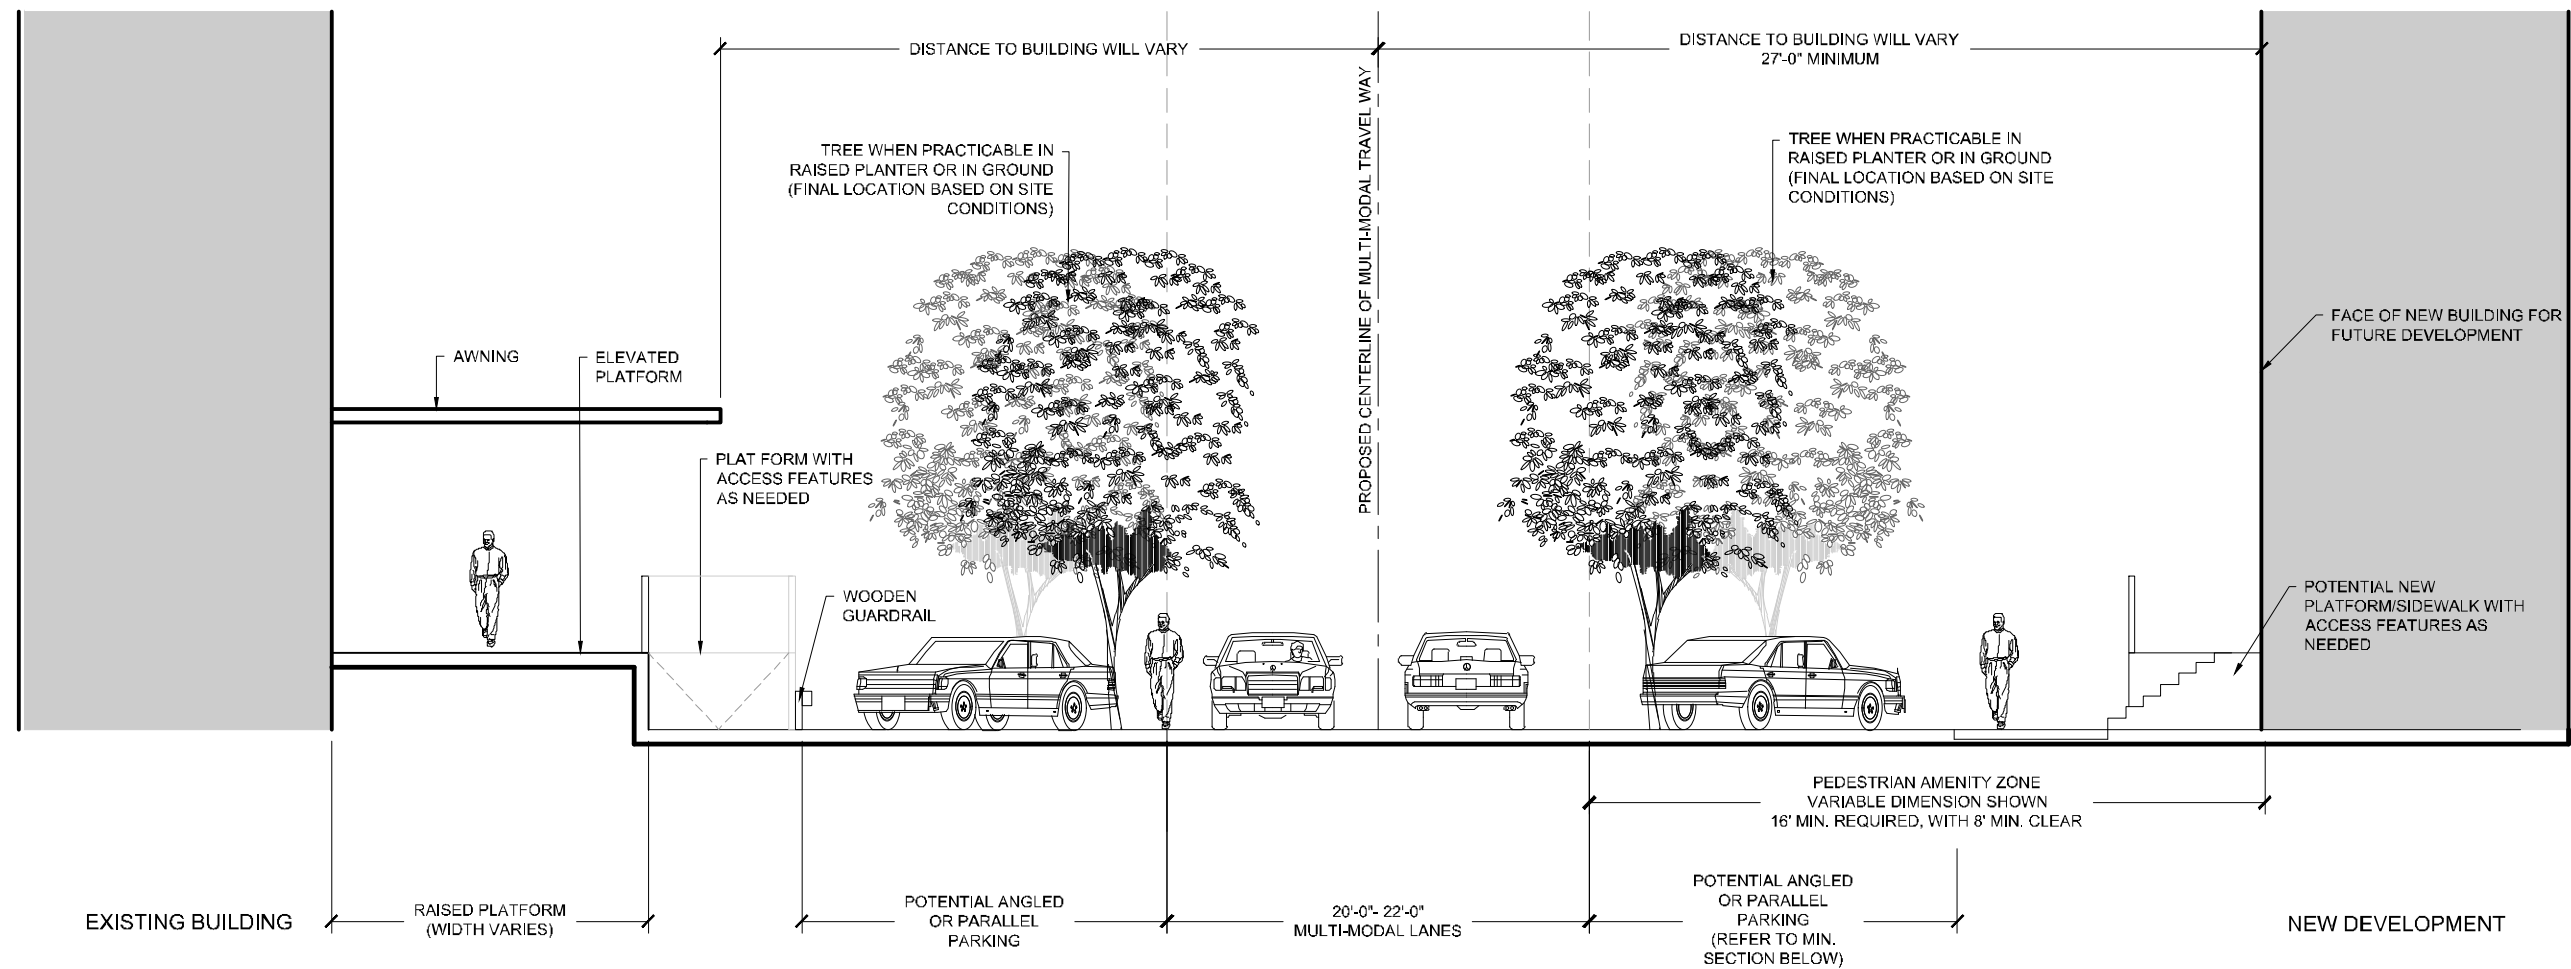 DISTANCE TO BUILDING WILL VARY
DISTANCE TO BUILDING WILL VARY
27'-0" MINIMUM
PROPOSED CENTERLINE OF MULTI-MODAL TRAVEL WAY
TREE WHEN PRACTICABLE IN
RAISED PLANTER OR IN GROUND
(FINAL LOCATION BASED ON SITE
CONDITIONS)
TREE WHEN PRACTICABLE IN
RAISED PLANTER OR IN GROUND
(FINAL LOCATION BASED ON SITE
CONDITIONS)
FACE OF NEW BUILDING FOR
FUTURE DEVELOPMENT
AWNING
ELEVATED
PLATFORM
PLAT FORM WITH
ACCESS FEATURES
AS NEEDED
WOODEN
GUARDRAIL
POTENTIAL NEW
PLATFORM/SIDEWALK WITH
ACCESS FEATURES AS
NEEDED
PEDESTRIAN AMENITY ZONE
VARIABLE DIMENSION SHOWN
16' MIN. REQUIRED, WITH 8' MIN. CLEAR
EXISTING BUILDING
RAISED PLATFORM
(WIDTH VARIES)
POTENTIAL ANGLED
OR PARALLEL
PARKING
20'-0"- 22'-0"
MULTI-MODAL LANES
POTENTIAL ANGLED
OR PARALLEL
PARKING
(REFER TO MIN.
SECTION BELOW)
NEW DEVELOPMENT